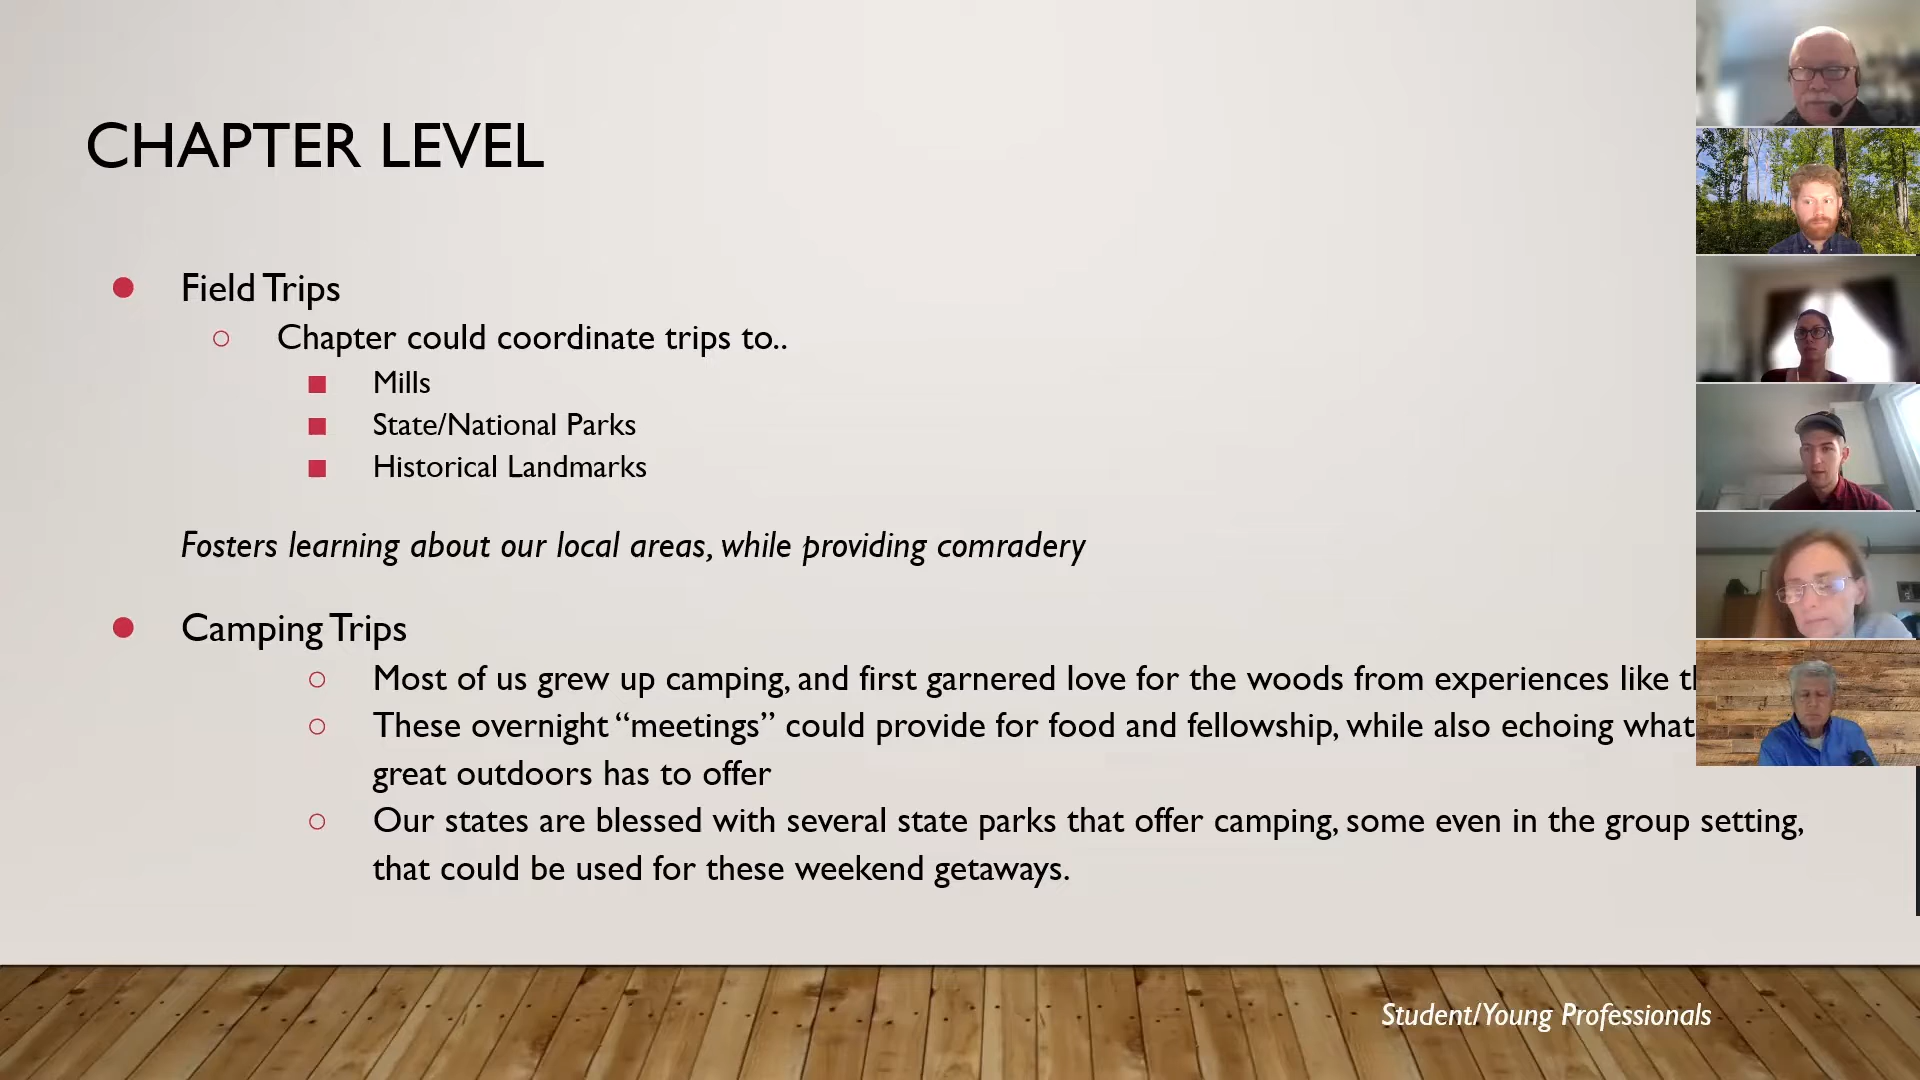 CHAPTER LEVEL
Field Trips
Chapter could coordinate trips to..
Mills
State/National Parks
Historical Landmarks
Fosters learning about our local areas, while providing comradery
Camping Trips
Most of us grew up camping, and first garnered love for the woods from experiences like
These overnight “meetings” could provide for food and fellowship, while also echoing what
great outdoors has to offer
Our states are blessed with several state parks that offer camping, some even in the group setting,
that could be used for these weekend getaways.
Student/Young Professionals